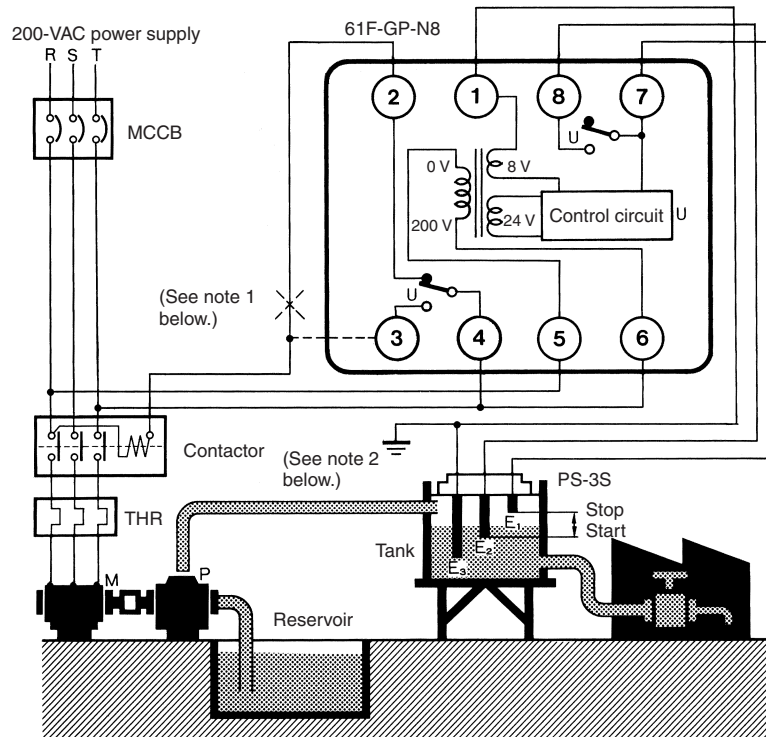 200-VAC power supply
R S T
MCCB
61F-GP-N8
2 1 8 7
U
0 V
8 V
200 V
24 V
Control circuit
U
(See note 1
below.)
U
3 4 5 6
Contactor
(See note 2
below.)
PS-3S
Stop
Start
THR
Tank
E1
E2
E3
M
P
Reservoir